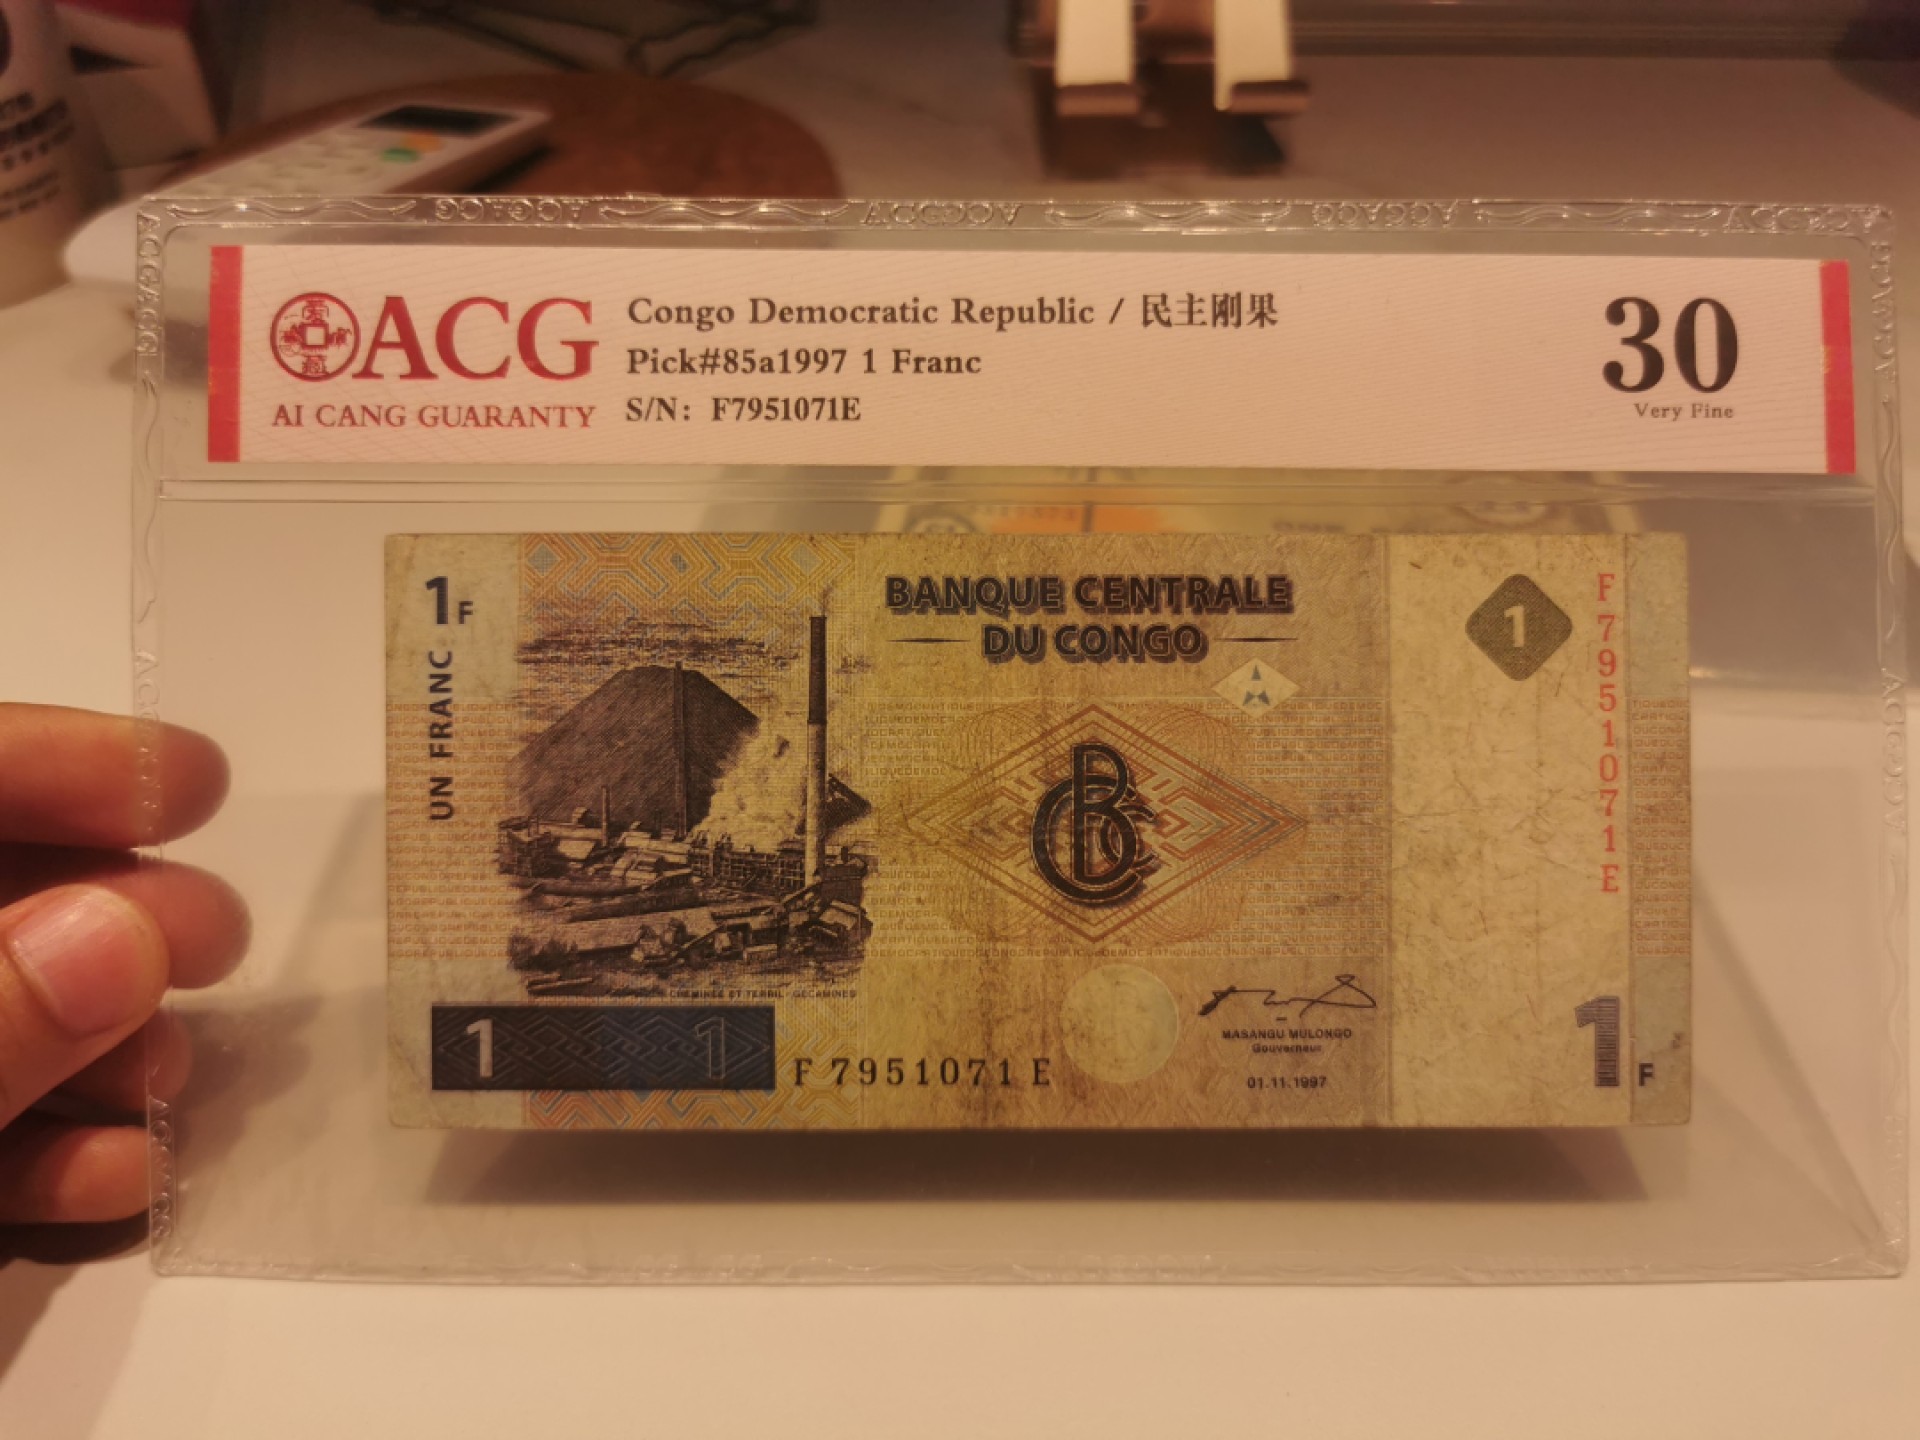 ACG
AI CANG GUARANTY
Congo Democratic Republic / 民主刚果
Pick#85a1997 1 Franc
S/N: F7951071E
30
Very Fine
1F
UN FRANC
BANQUE CENTRALE
DU CONGO
1
F7951071E
BCC
CHEMINÉE ET TERRIL - GECAMINES
1 1
F 7951071 E
MASANGU MULONGO
Gouverneur
01.11.1997
1F